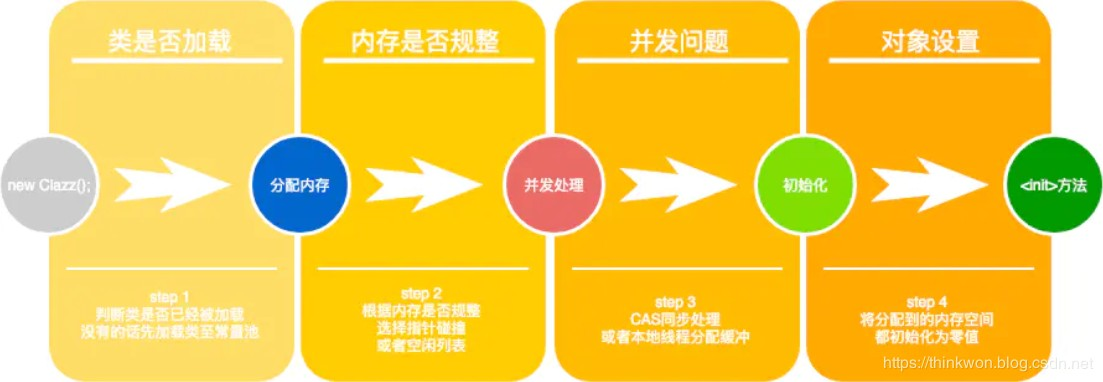 类是否加载
内存是否规整
并发问题
对象设置
new Clazz();
分配内存
并发处理
初始化
<init>方法
step 1
判断类是否已经被加载
没有的话先加载类至常量池
step 2
根据内存是否规整
选择指针碰撞
或者空闲列表
step 3
CAS同步处理
或者本地线程分配缓冲
step 4
将分配到的内存空间
都初始化为零值
https://thinkwon.blog.csdn.net